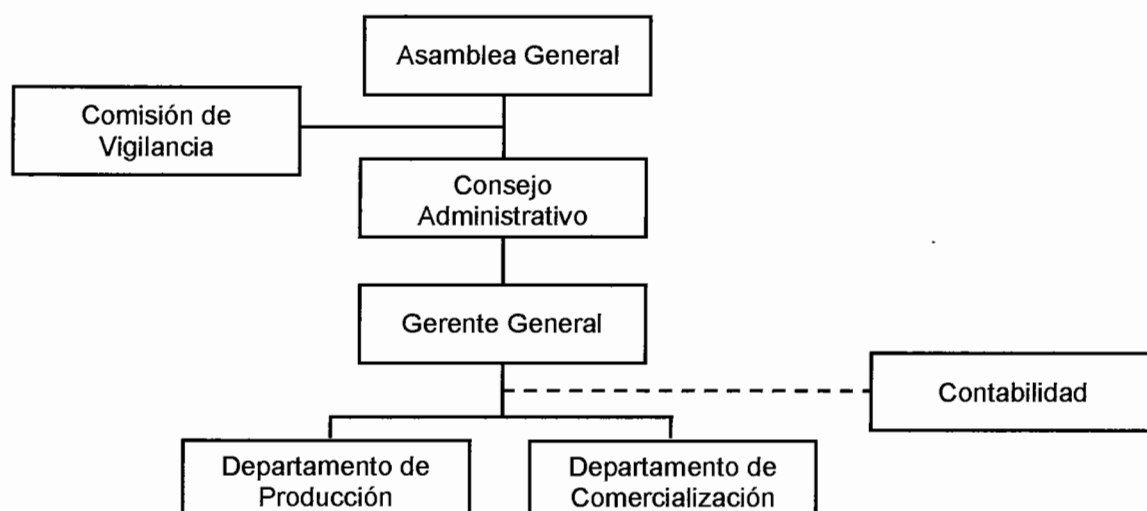 Asamblea General
Comisión de
Vigilancia
Consejo
Administrativo
Gerente General
Contabilidad
Departamento de
Producción
Departamento de
Comercialización